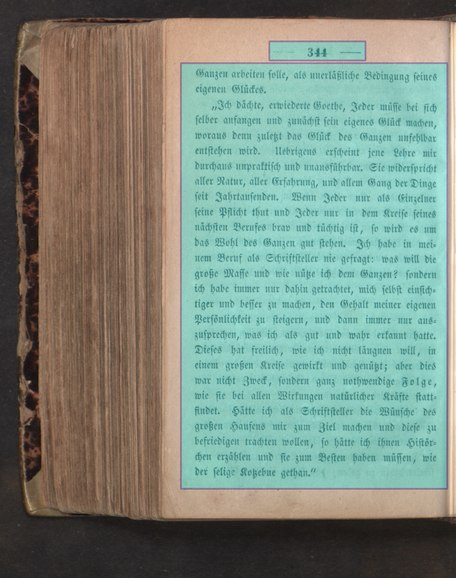 344
Ganzen arbeiten solle, als unerläßliche Bedingung seines
eigenen Glückes.
„Ich dächte, erwiederte Goethe, Jeder müsse bei sich
selber anfangen und zunächst sein eigenes Glück machen,
woraus denn zuletzt das Glück des Ganzen unfehlbar
entstehen wird. Uebrigens erscheint jene Lehre mir
durchaus unpraktisch und unausführbar. Sie widerspricht
aller Natur, aller Erfahrung, und allem Gang der Dinge
seit Jahrtausenden. Wenn Jeder nur als Einzelner
seine Pflicht thut und Jeder nur in dem Kreise seines
nächsten Berufes brav und tüchtig ist, so wird es um
das Wohl des Ganzen gut stehen. Ich habe in mei-
nem Beruf als Schriftsteller nie gefragt: was will die
große Masse und wie nütze ich dem Ganzen? sondern
ich habe immer nur dahin getrachtet, mich selbst einsich-
tiger und besser zu machen, den Gehalt meiner eigenen
Persönlichkeit zu steigern, und dann immer nur aus-
zusprechen, was ich als gut und wahr erkannt hatte.
Dieses hat freilich, wie ich nicht läugnen will, in
einem großen Kreise gewirkt und genützt; aber dies
war nicht Zweck, sondern ganz nothwendige Folge,
wie sie bei allen Wirkungen natürlicher Kräfte statt-
findet. Hätte ich als Schriftsteller die Wünsche des
großen Haufens mir zum Ziel machen und diese zu
befriedigen trachten wollen, so hätte ich ihnen Histör-
chen erzählen und sie zum Besten haben müssen, wie
der selige Kotzebue gethan.“